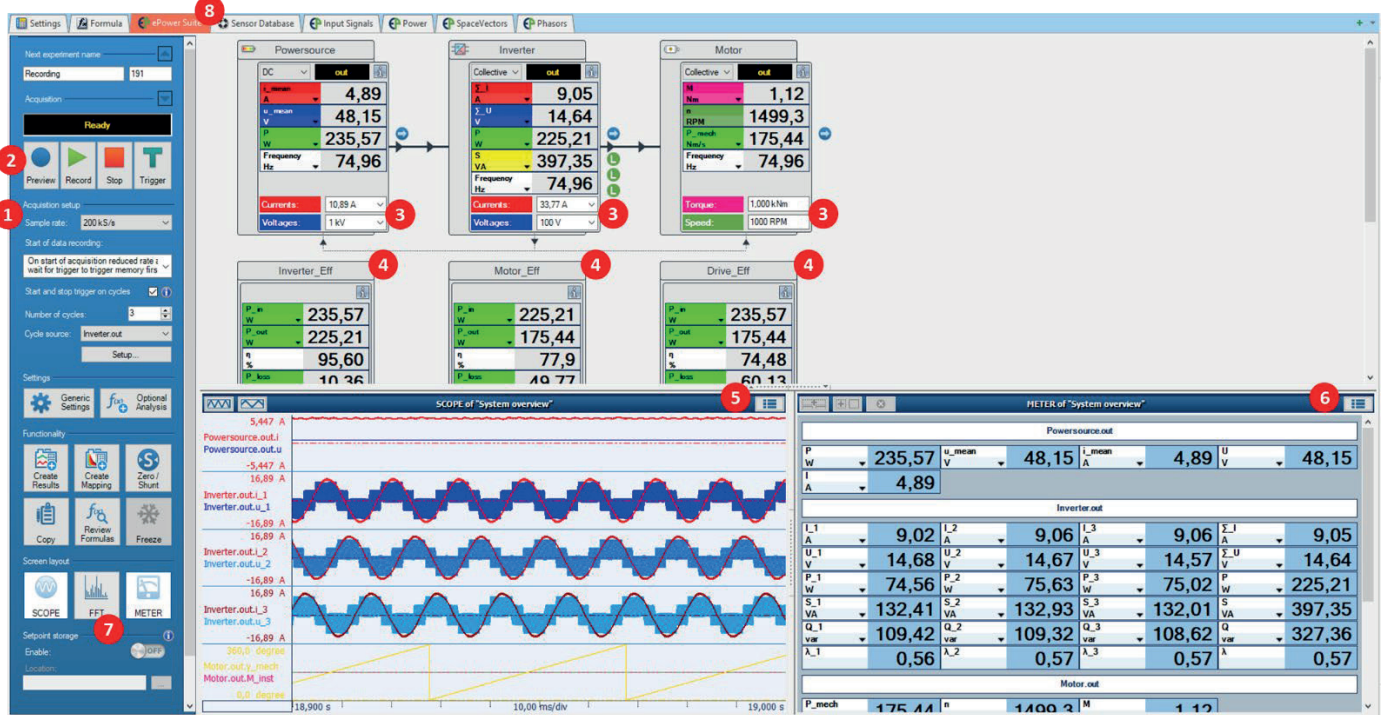 Settings
Formula
ePower Suite
8
Sensor Database
Input Signals
Power
SpaceVectors
Phasors
Next experiment name
Recording 191
Acquisition
Ready
2
Preview Record Stop Trigger
Acquisition setup
1
Sample rate: 200 kS/s
Start of data recording:
On start of acquisition reduced rate
wait for trigger to trigger memory firs
Start and stop trigger on cycles
Number of cycles: 3
Cycle source: Inverter.out
Setup...
Settings
Generic Settings
Optional Analysis
Functionality
Create Results
Create Mapping
Zero / Shunt
Copy
Review Formulas
Freeze
Screen layout
SCOPE FFT METER
7
Setpoint storage
Enable: OFF
Location:
...
Powersource
DC out
i_mean A 4,89
u_mean V 48,15
P W 235,57
Frequency Hz 74,96
Currents: 10,89 A
Voltages: 1 kV
3
Inverter
Collective out
Σ_I A 9,05
Σ_U V 14,64
P W 225,21
S VA 397,35
Frequency Hz 74,96
L
L
L
Currents: 33,77 A
Voltages: 100 V
3
Motor
Collective out
M Nm 1,12
n RPM 1499,3
P_mech Nm/s 175,44
Frequency Hz 74,96
Torque: 1,000 kNm
Speed: 1000 RPM
3
Inverter_Eff
4
P_in W 235,57
P_out W 225,21
η % 95,60
P_loss 10,36
Motor_Eff
4
P_in W 225,21
P_out W 175,44
η % 77,9
P_loss 49,77
Drive_Eff
4
P_in W 235,57
P_out W 175,44
η % 74,48
P_loss 60,13
SCOPE of "System overview"
5
5,447 A
Powersource.out.i
Powersource.out.u
-5,447 A
16,89 A
Inverter.out.i_1
Inverter.out.u_1
-16,89 A
16,89 A
Inverter.out.i_2
Inverter.out.u_2
-16,89 A
Inverter.out.i_3
Inverter.out.u_3
-16,89 A
360,0 degree
Motor.out.y_mech
Motor.out.M_inst
0,0 degree
18,900 s 10,00 ms/div 19,000 s
METER of "System overview"
6
Powersource.out
P W 235,57 u_mean V 48,15 i_mean A 4,89 U V 48,15
I A 4,89
Inverter.out
I_1 A 9,02 I_2 A 9,06 I_3 A 9,06 Σ_I A 9,05
U_1 V 14,68 U_2 V 14,67 U_3 V 14,57 Σ_U V 14,64
P_1 W 74,56 P_2 W 75,63 P_3 W 75,02 P W 225,21
S_1 VA 132,41 S_2 VA 132,93 S_3 VA 132,01 S VA 397,35
Q_1 var 109,42 Q_2 var 109,32 Q_3 var 108,62 Q var 327,36
λ_1 0,56 λ_2 0,57 λ_3 0,57 λ 0,57
Motor.out
P_mech 175,44 n 1499,3 M 1,12